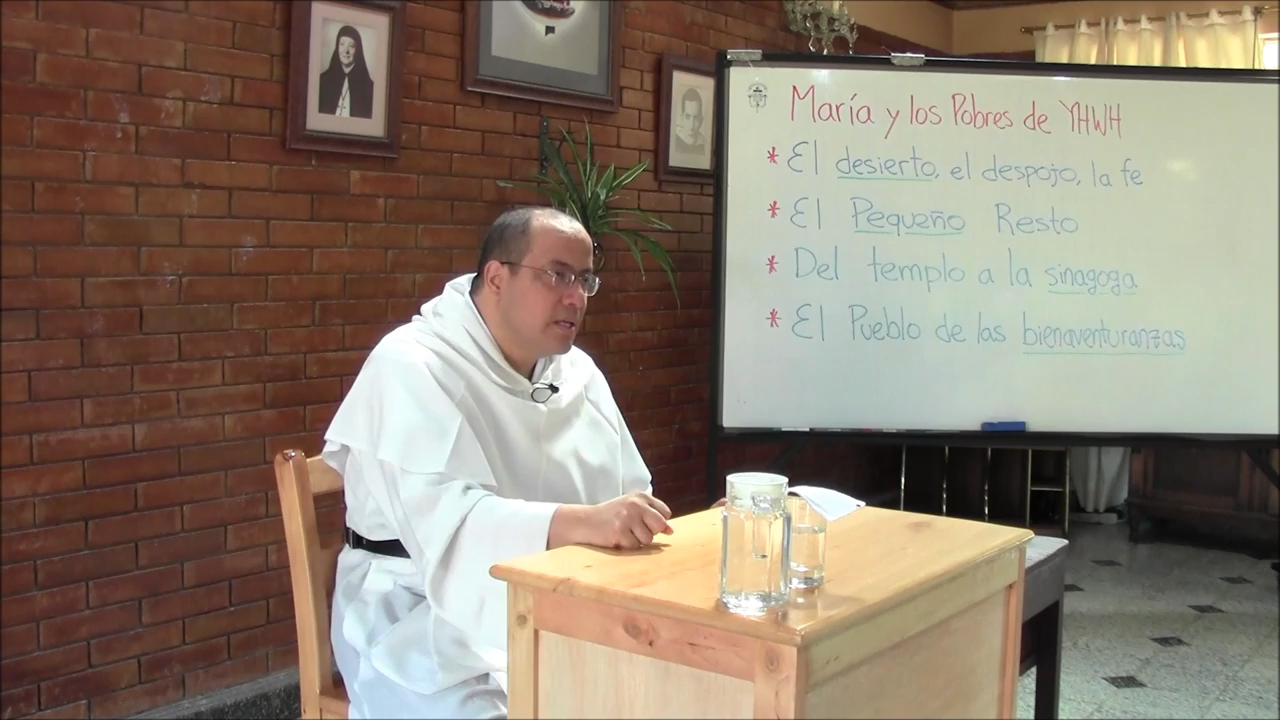 María y los Pobres de YHWH
* El desierto, el despojo, la fe
* El Pequeño Resto
* Del templo a la sinagoga
* El Pueblo de las bienaventuranzas